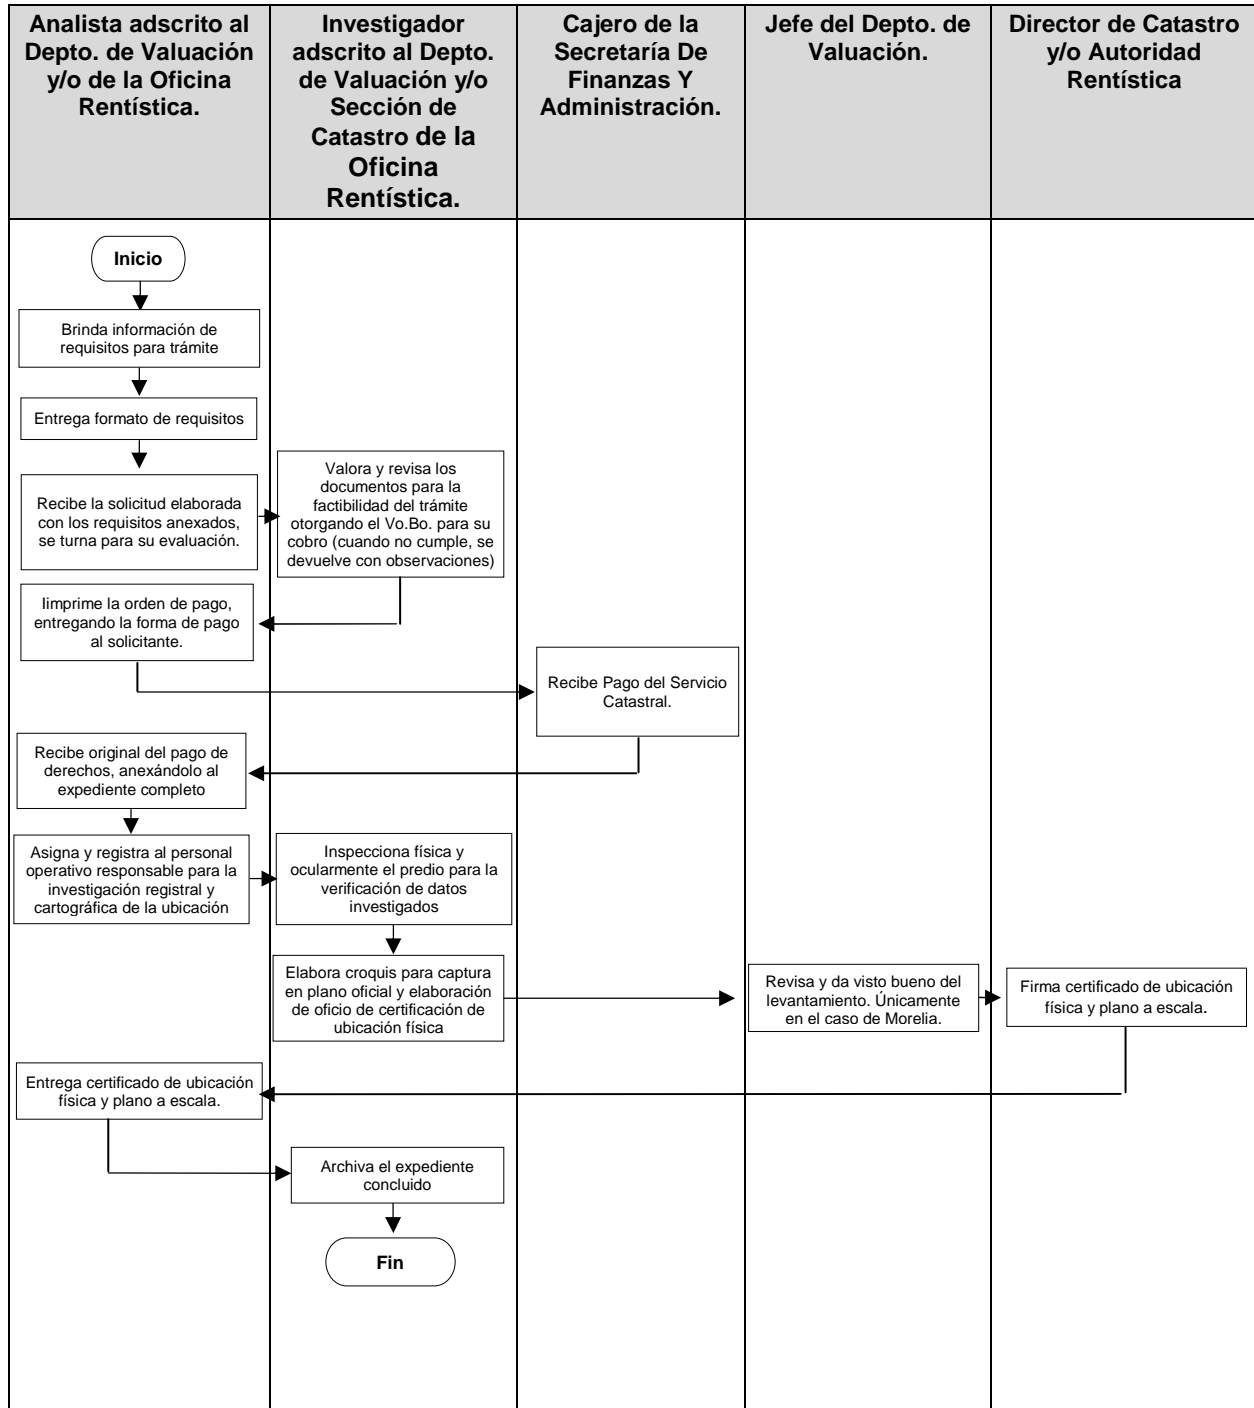 Analista adscrito al
Depto. de Valuación
y/o de la Oficina
Rentística.
Investigador
adscrito al Depto.
de Valuación y/o
Sección de
Catastro de la
Oficina
Rentística.
Cajero de la
Secretaría De
Finanzas Y
Administración.
Jefe del Depto. de
Valuación.
Director de Catastro
y/o Autoridad
Rentística
Inicio
Brinda información de
requisitos para trámite
Entrega formato de requisitos
Recibe la solicitud elaborada
con los requisitos anexados,
se turna para su evaluación.
Valora y revisa los
documentos para la
factibilidad del trámite
otorgando el Vo.Bo. para su
cobro (cuando no cumple, se
devuelve con observaciones)
Iimprime la orden de pago,
entregando la forma de pago
al solicitante.
Recibe Pago del Servicio
Catastral.
Recibe original del pago de
derechos, anexándolo al
expediente completo
Asigna y registra al personal
operativo responsable para la
investigación registral y
cartográfica de la ubicación
Inspecciona física y
ocularmente el predio para la
verificación de datos
investigados
Elabora croquis para captura
en plano oficial y elaboración
de oficio de certificación de
ubicación física
Revisa y da visto bueno del
levantamiento. Únicamente
en el caso de Morelia.
Firma certificado de ubicación
física y plano a escala.
Entrega certificado de ubicación
física y plano a escala.
Archiva el expediente
concluido
Fin